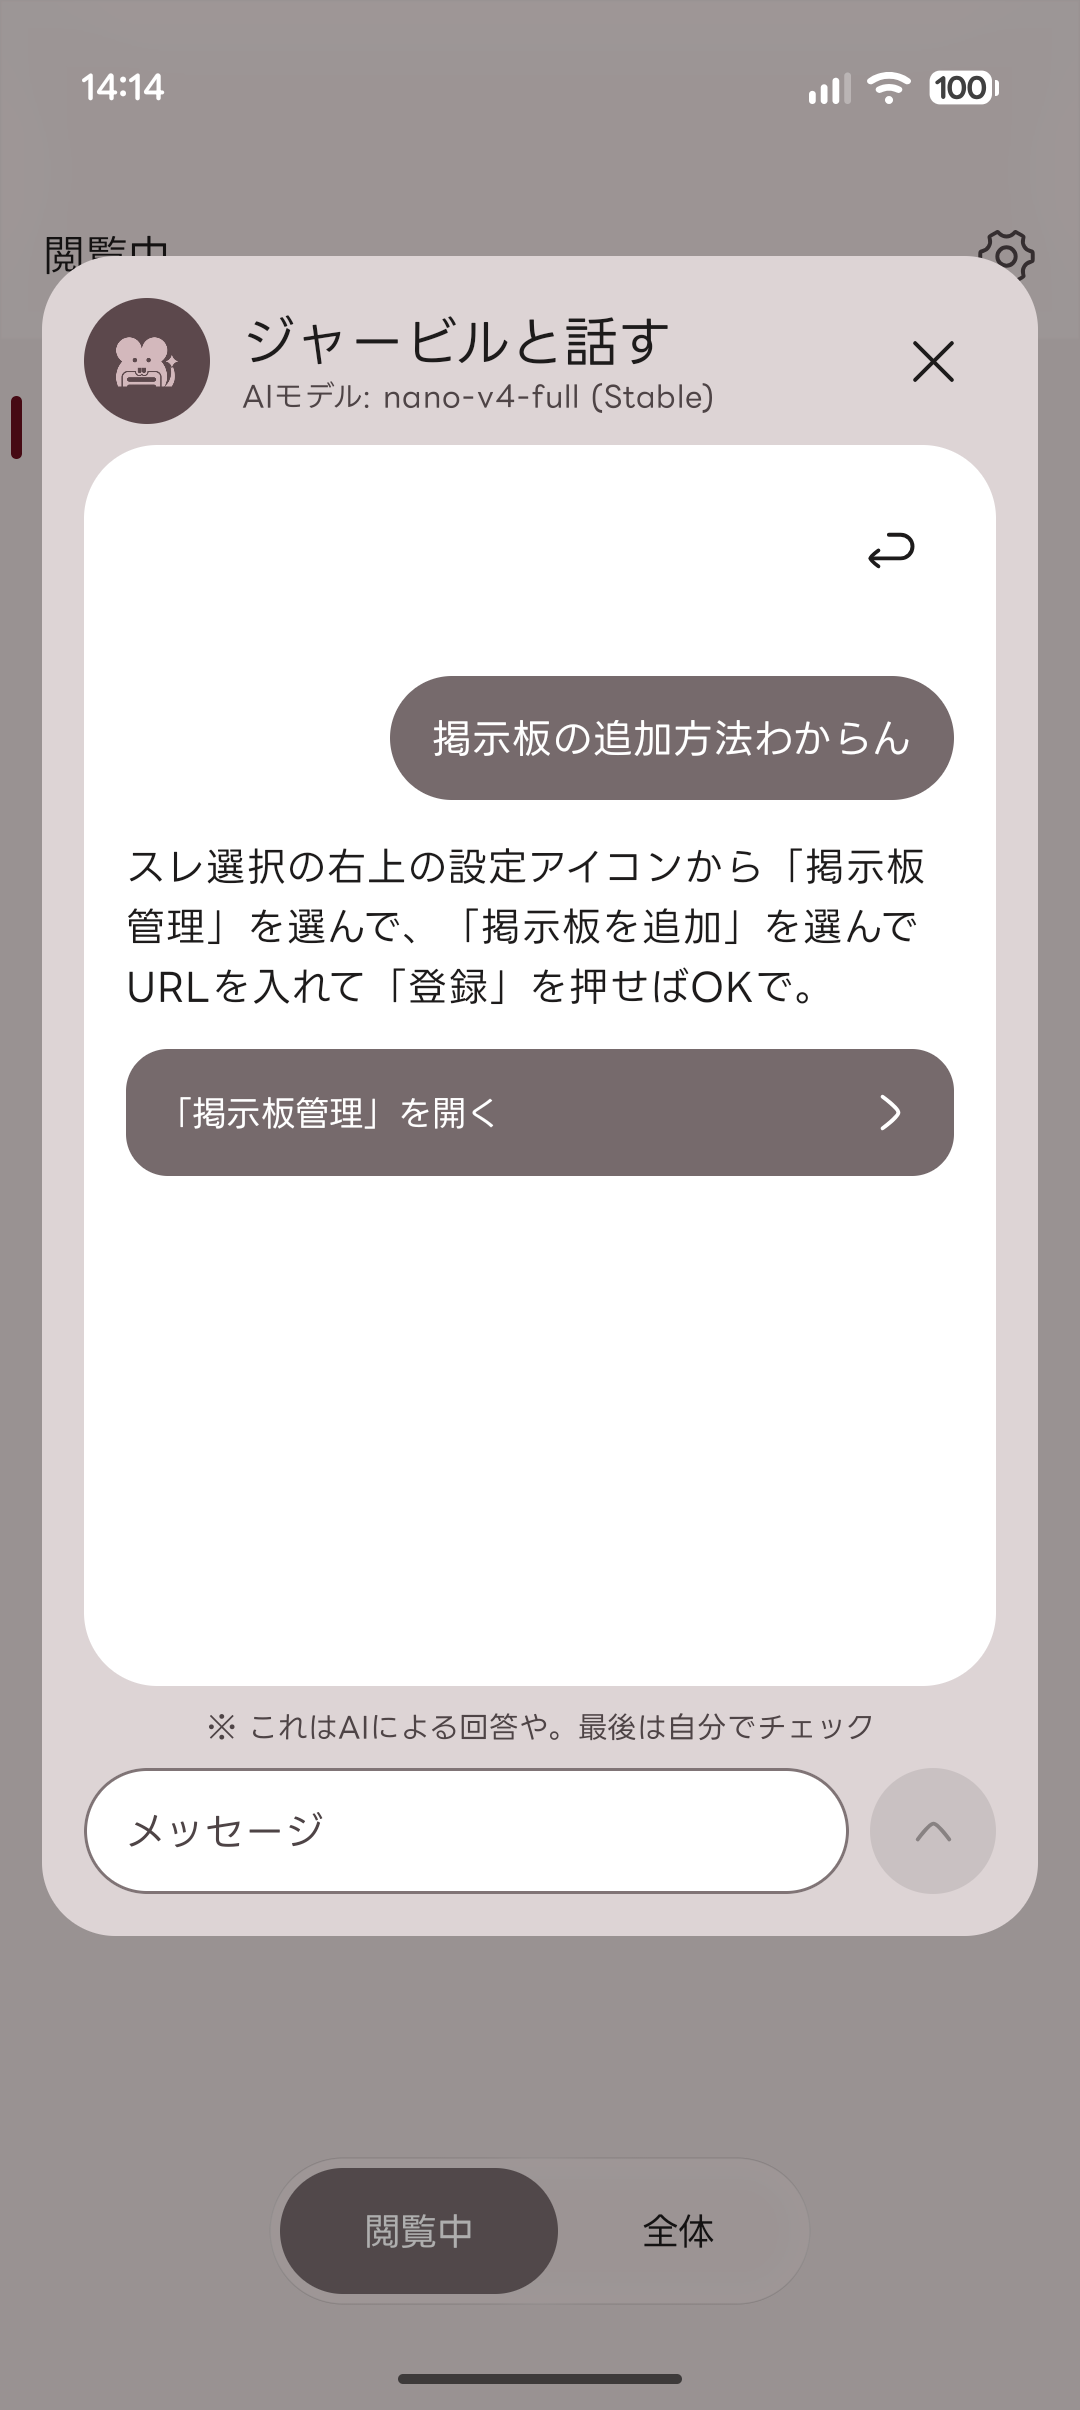 14:14
100
閲覧中
ジャービルと話す
AIモデル: nano-v4-full (Stable)
掲示板の追加方法わからん
スレ選択の右上の設定アイコンから「掲示板
管理」を選んで、「掲示板を追加」を選んで
URLを入れて「登録」を押せばOKで。
「掲示板管理」を開く
※ これはAIによる回答や。最後は自分でチェック
メッセージ
閲覧中
全体